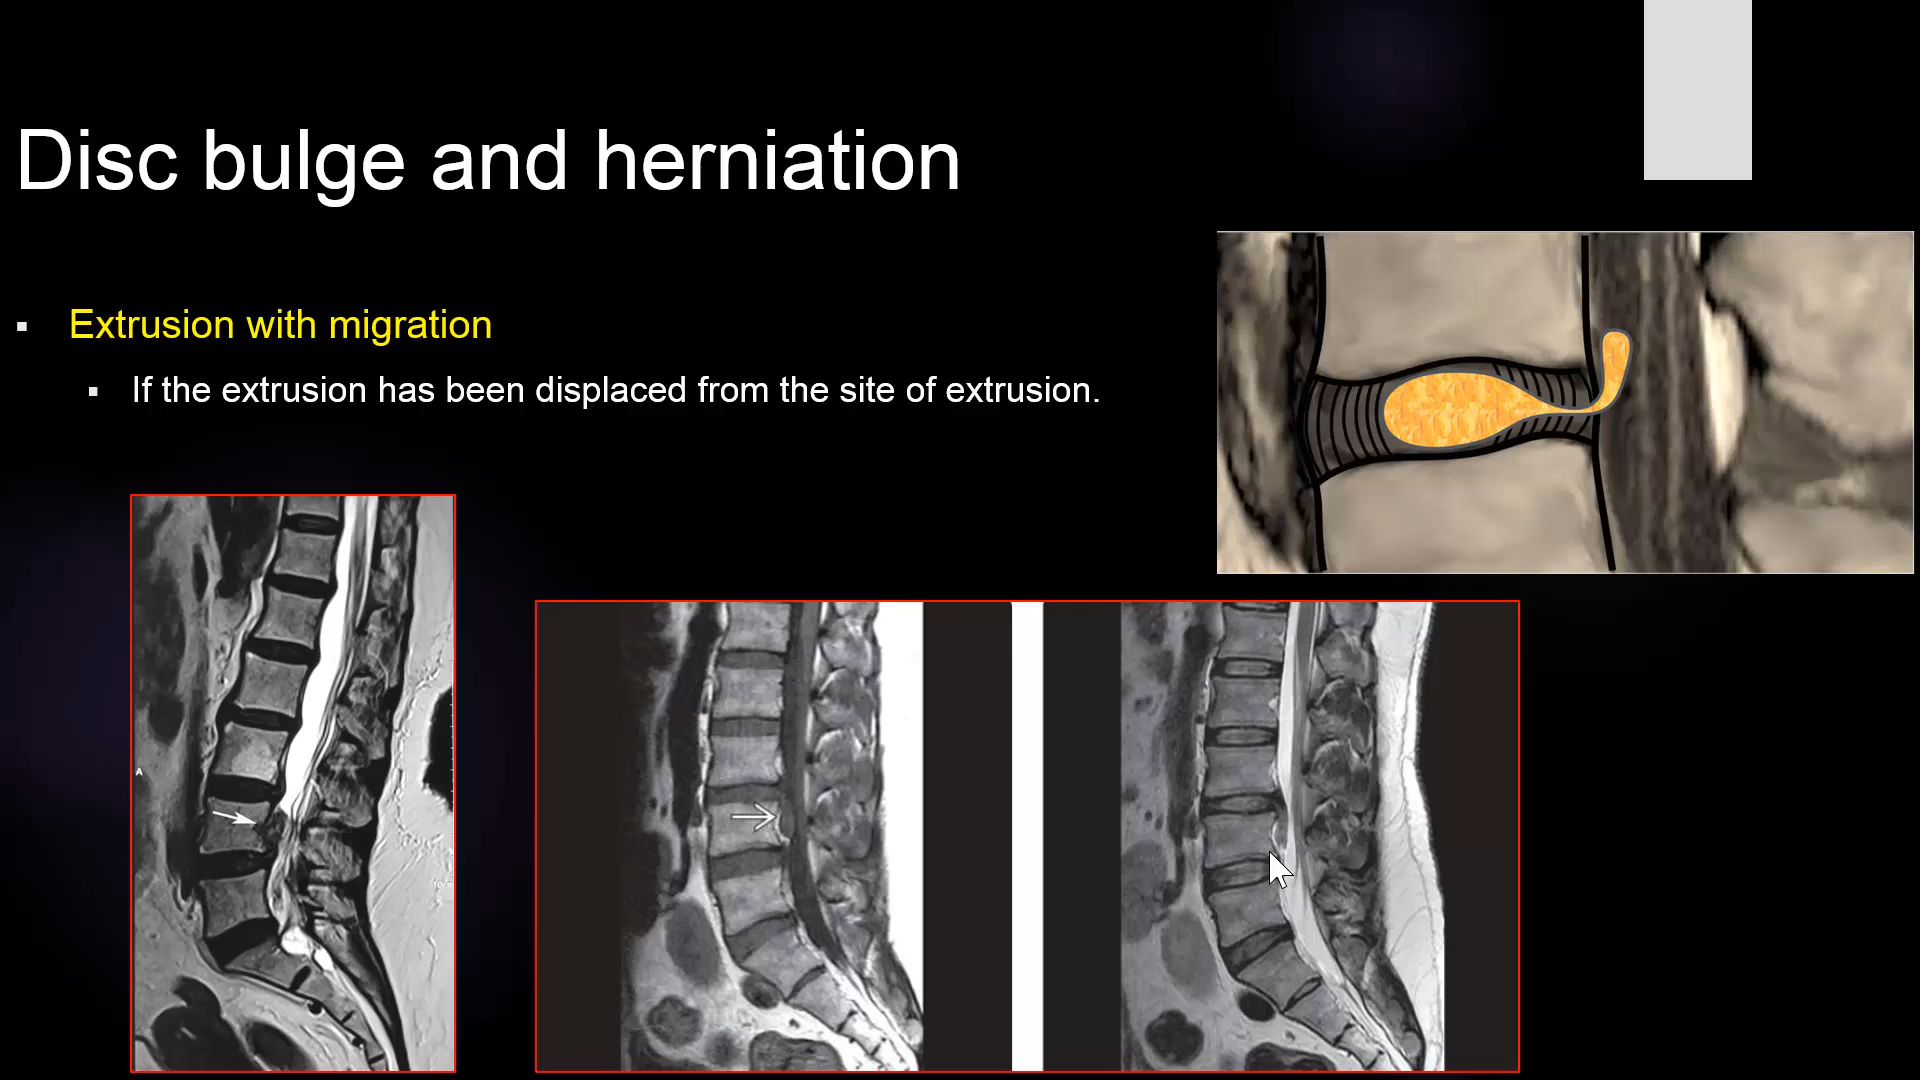 Disc bulge and herniation
Extrusion with migration
If the extrusion has been displaced from the site of extrusion.
A